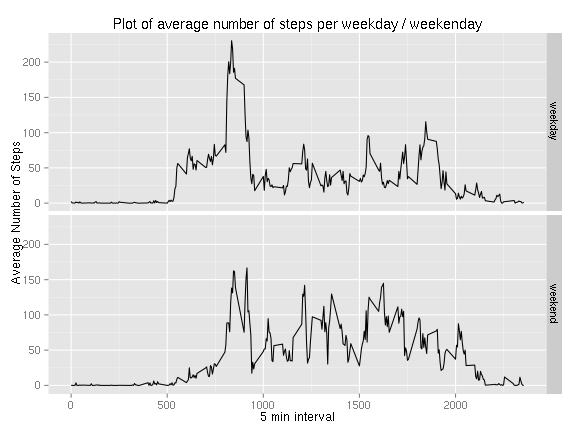 Plot of average number of steps per weekday / weekenday
Average Number of Steps
200
150
100
50
0
weekday
200
150
100
50
0
weekend
0 500 1000 1500 2000
5 min interval